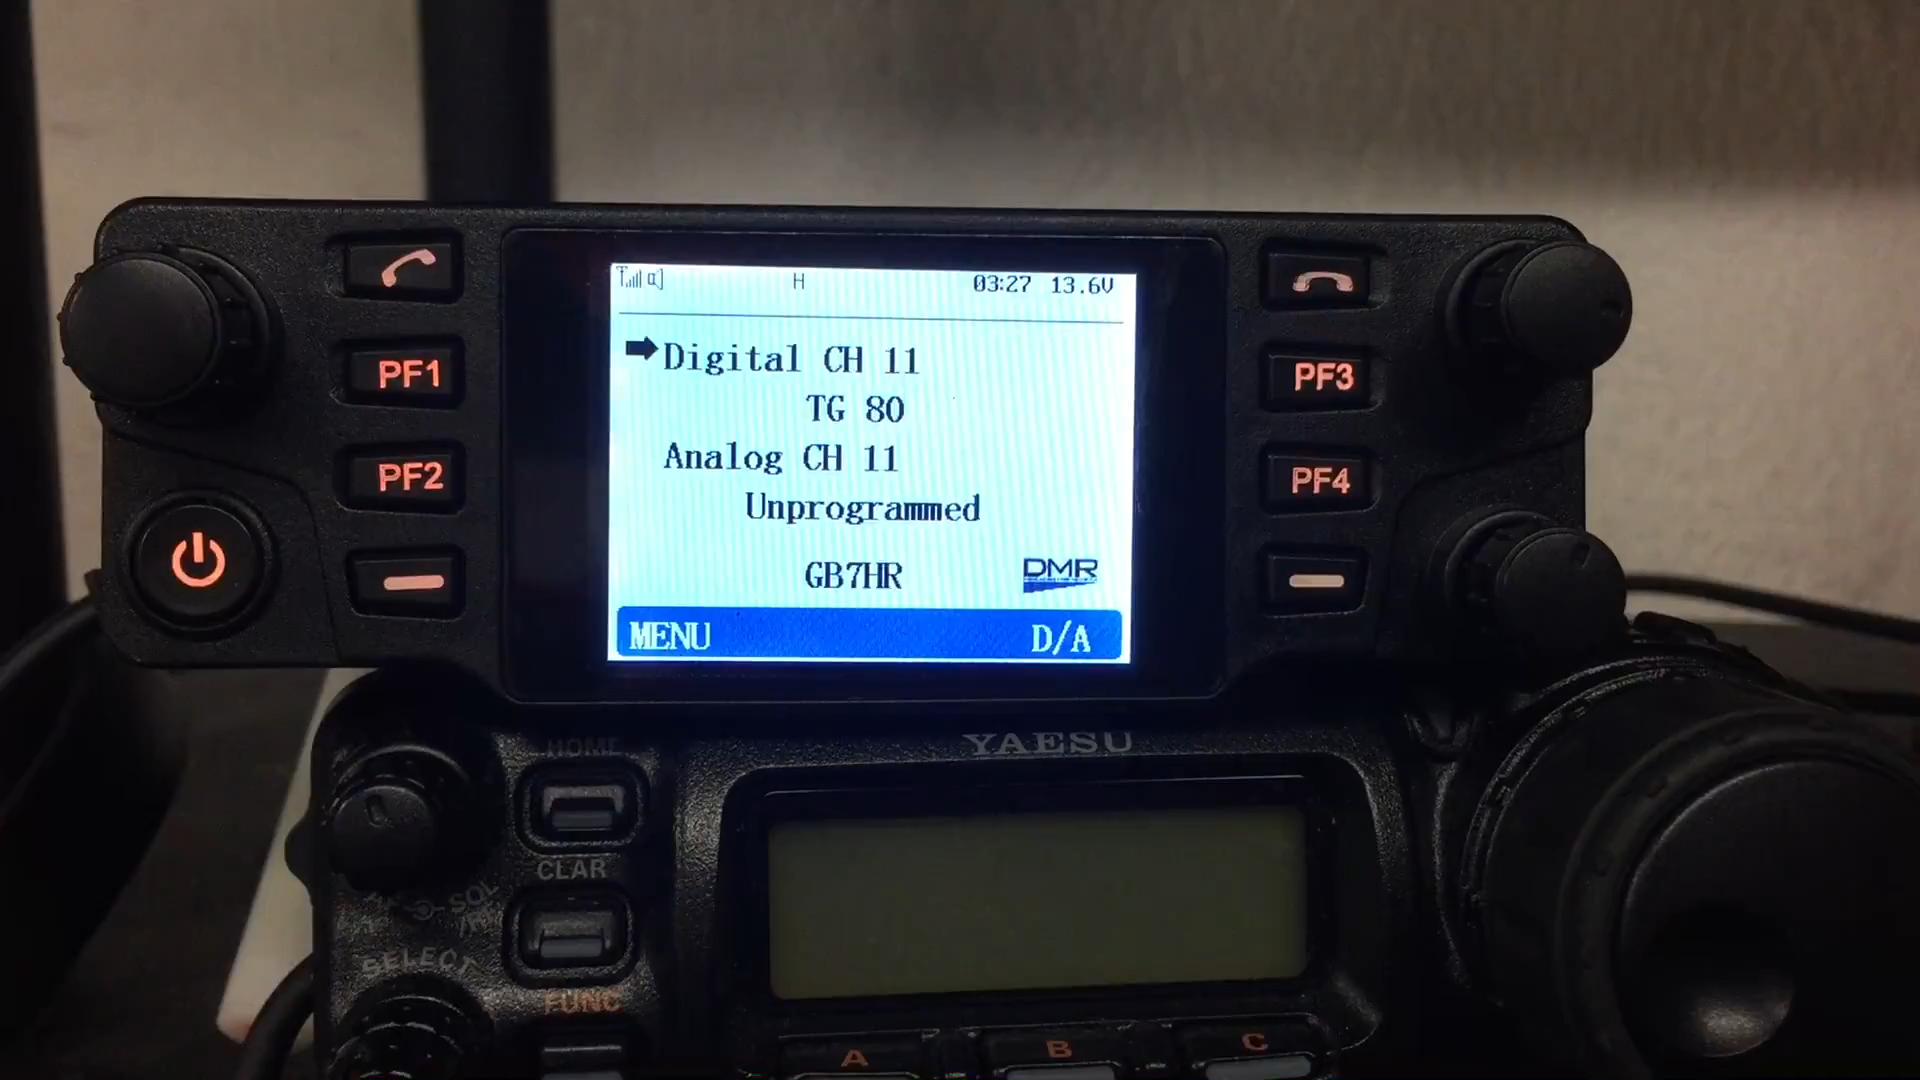 H 03:27 13.6V
Digital CH 11
TG 80
Analog CH 11
Unprogrammed
GB7HR DMR
MENU D/A
PF1
PF2
PF3
PF4
YAESU
HOME
CLAR
SQL
SELECT
FUNC
A B C